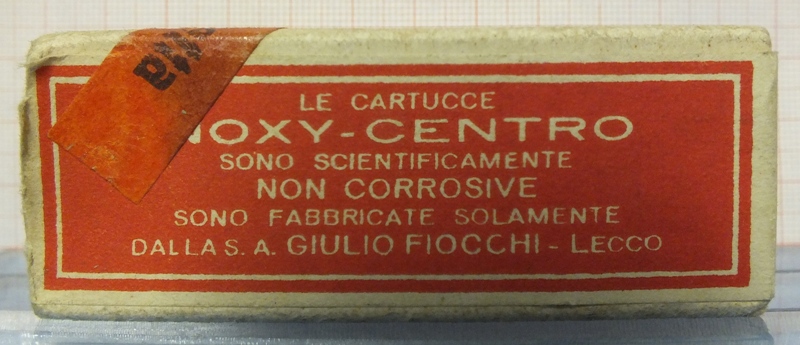 LE CARTUCCE
NOXY-CENTRO
SONO SCIENTIFICAMENTE
NON CORROSIVE
SONO FABBRICATE SOLAMENTE
DALLA S. A. GIULIO FIOCCHI - LECCO